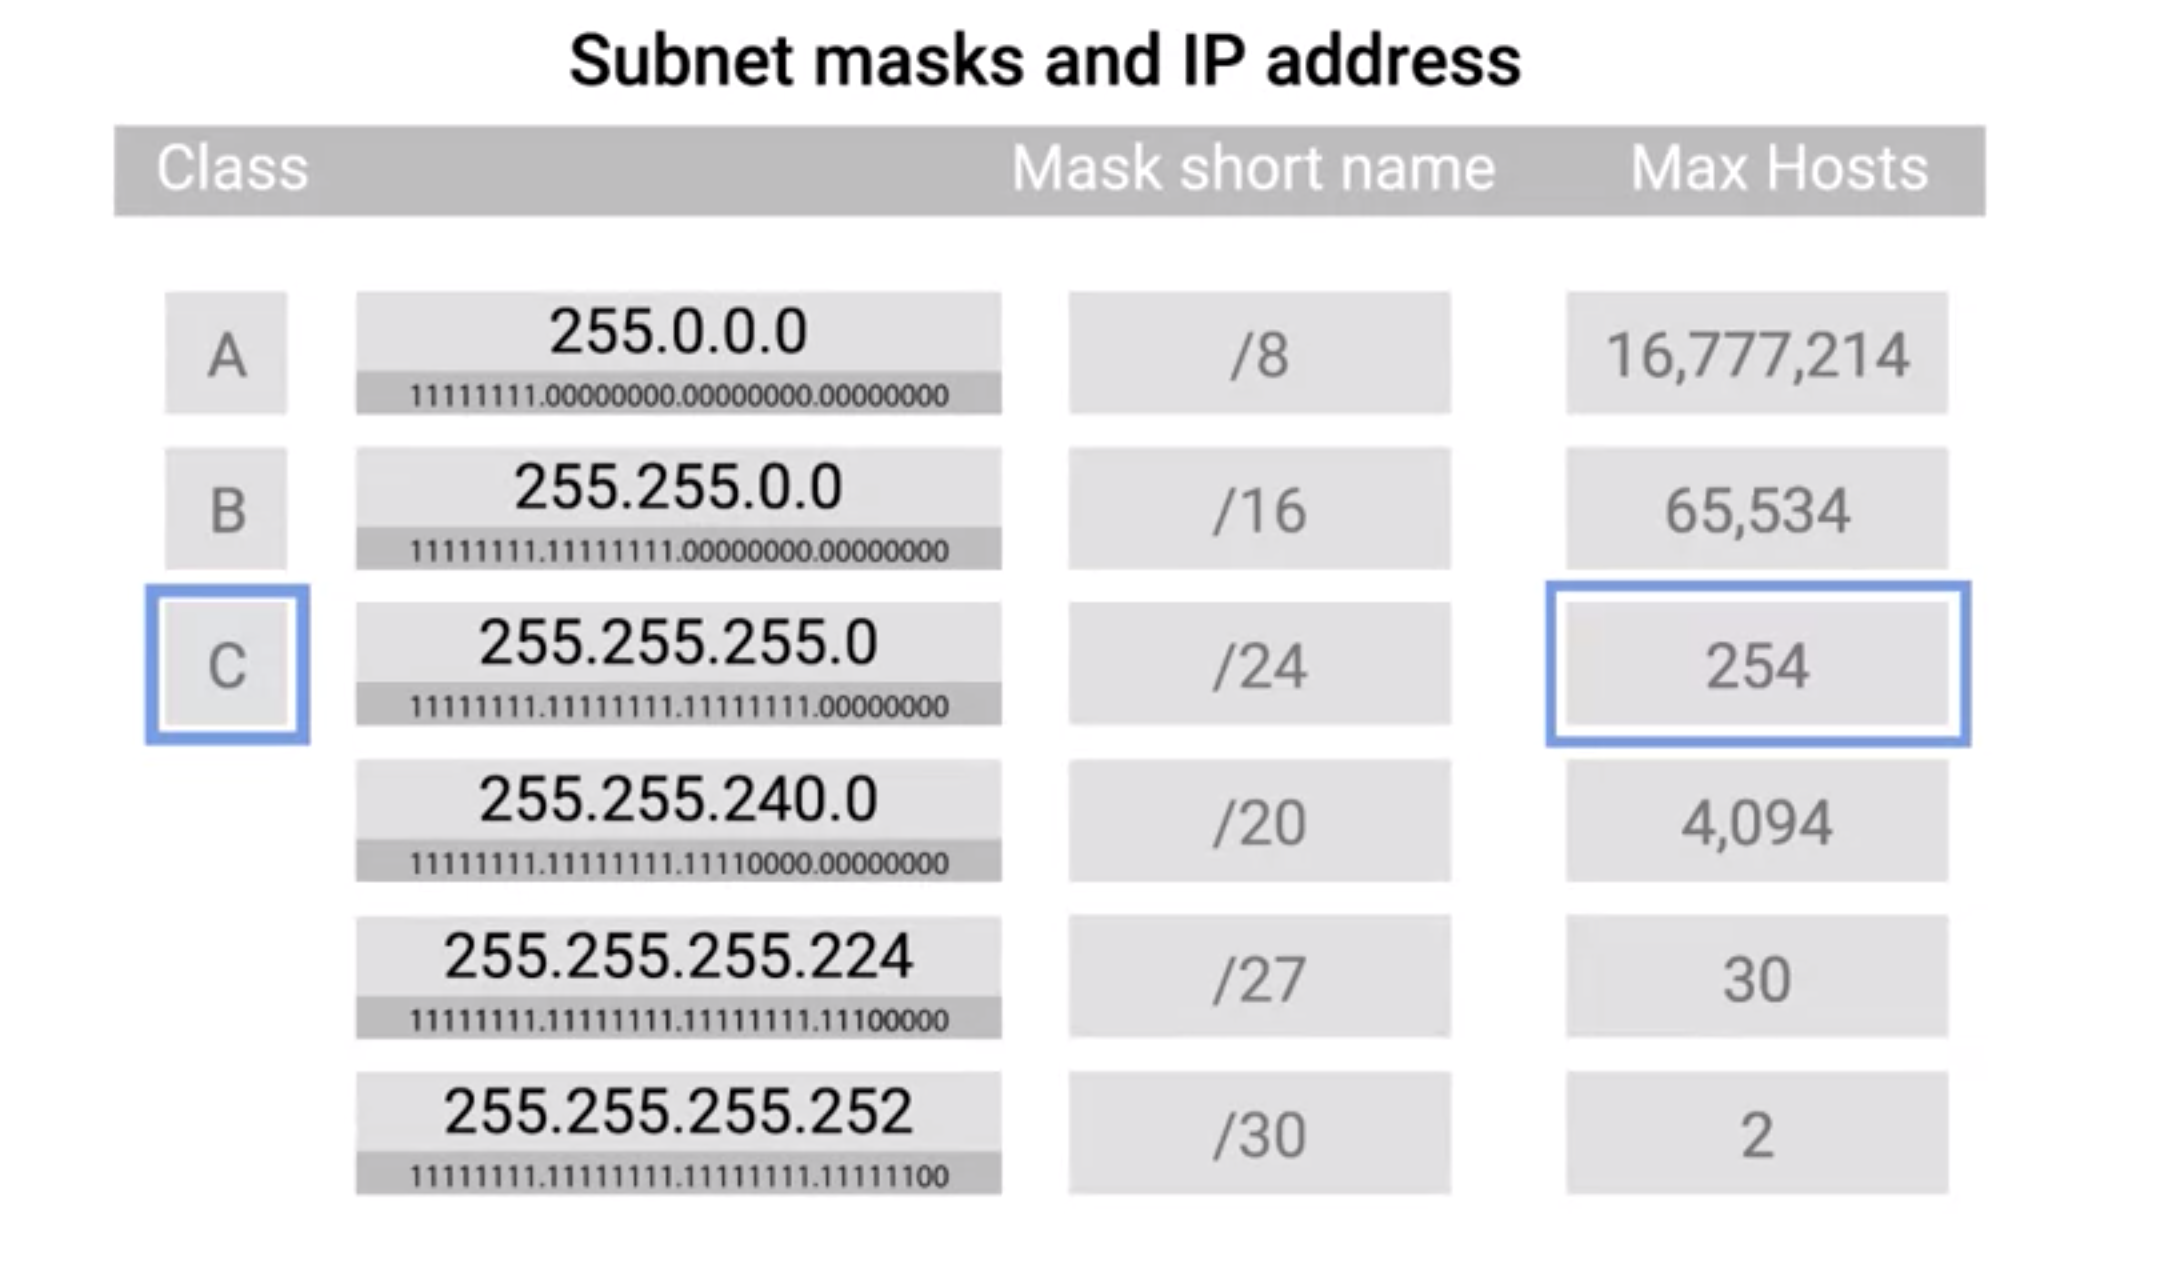 Subnet masks and IP address
Class Mask short name Max Hosts
A 255.0.0.0 /8 16,777,214
11111111.00000000.00000000.00000000
B 255.255.0.0 /16 65,534
11111111.11111111.00000000.00000000
C 255.255.255.0 /24 254
11111111.11111111.11111111.00000000
255.255.240.0 /20 4,094
11111111.11111111.11110000.00000000
255.255.255.224 /27 30
11111111.11111111.11111111.11100000
255.255.255.252 /30 2
11111111.11111111.11111111.11111100